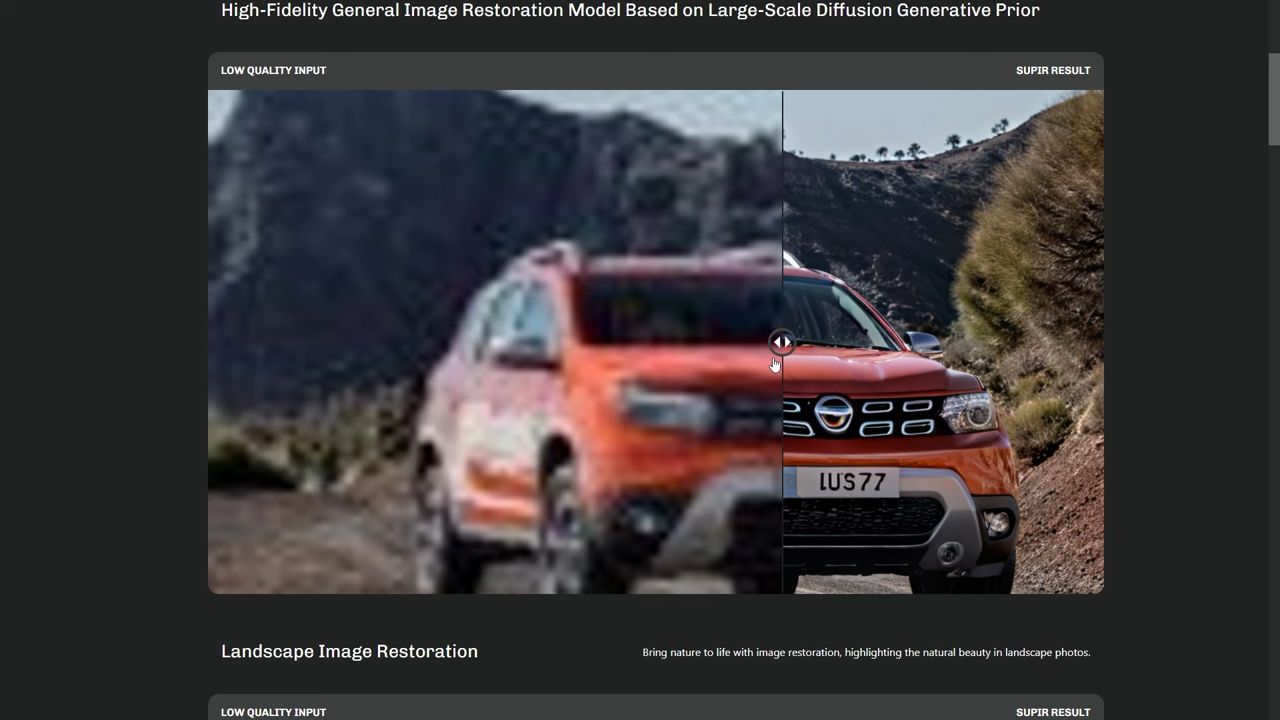 High-Fidelity General Image Restoration Model Based on Large-Scale Diffusion Generative Prior
LOW QUALITY INPUT
SUPIR RESULT
IUS77
Landscape Image Restoration
Bring nature to life with image restoration, highlighting the natural beauty in landscape photos.
LOW QUALITY INPUT
SUPIR RESULT